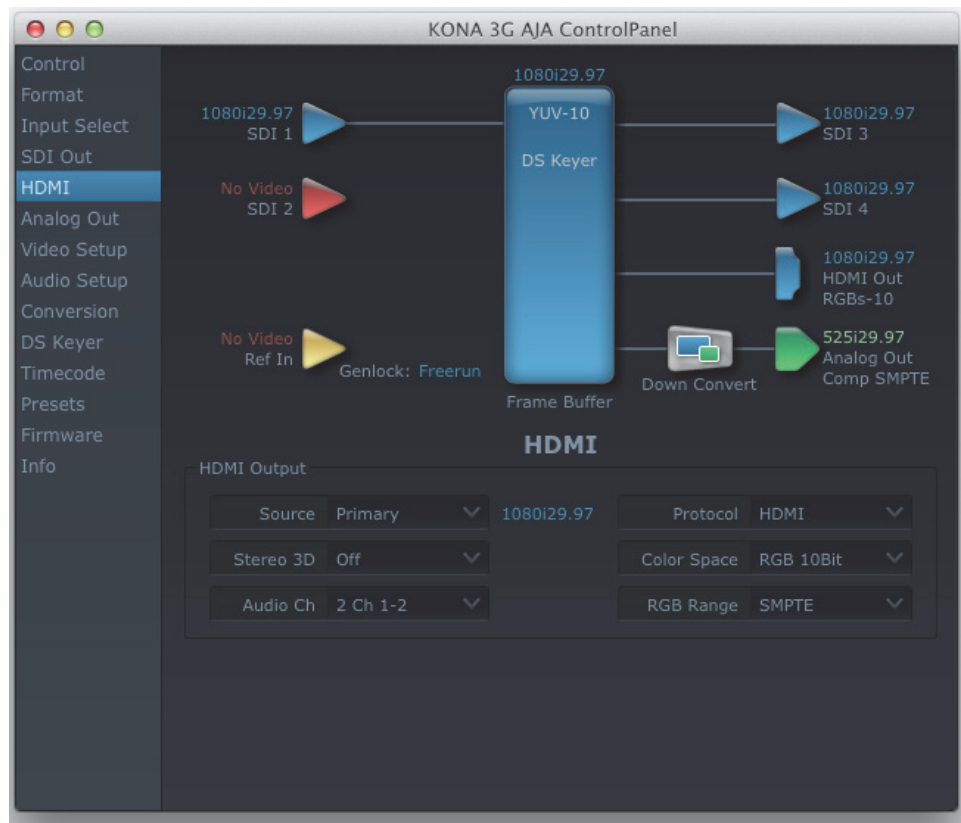 KONA 3G AJA ControlPanel
Control
Format
Input Select
SDI Out
HDMI
Analog Out
Video Setup
Audio Setup
Conversion
DS Keyer
Timecode
Presets
Firmware
Info
1080i29.97
1080i29.97
SDI 1
YUV-10
DS Keyer
1080i29.97
SDI 3
No Video
SDI 2
1080i29.97
SDI 4
1080i29.97
HDMI Out
RGBs-10
No Video
Ref In
Genlock: Freerun
Down Convert
525i29.97
Analog Out
Comp SMPTE
Frame Buffer
HDMI
HDMI Output
Source Primary 1080i29.97 Protocol HDMI
Stereo 3D Off Color Space RGB 10Bit
Audio Ch 2 Ch 1-2 RGB Range SMPTE